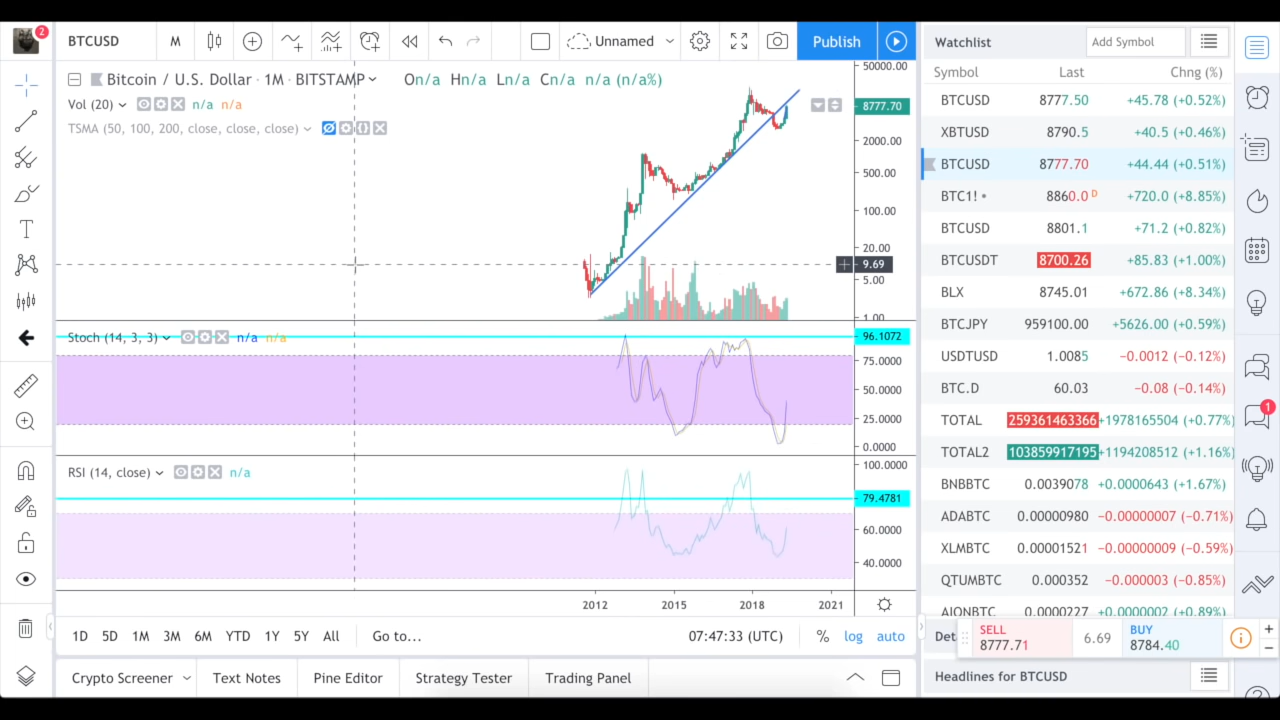 2
BTCUSD
M
Unnamed
Publish
Bitcoin / U.S. Dollar · 1M · BITSTAMP
On/a Hn/a Ln/a Cn/a n/a (n/a%)
Vol (20)
n/a n/a
TSMA (50, 100, 200, close, close, close)
50000.00
8777.70
2000.00
500.00
100.00
20.00
9.69
5.00
1.00
Stoch (14, 3, 3)
n/a n/a
96.1072
75.0000
50.0000
25.0000
0.0000
RSI (14, close)
n/a
100.0000
79.4781
60.0000
40.0000
2012 2015 2018 2021
1D 5D 1M 3M 6M YTD 1Y 5Y All Go to...
07:47:33 (UTC) % log auto
Crypto Screener Text Notes Pine Editor Strategy Tester Trading Panel
Watchlist
Add Symbol
Symbol Last Chng (%)
BTCUSD 8777.50 +45.78 (+0.52%)
XBTUSD 8790.5 +40.5 (+0.46%)
BTCUSD 8777.70 +44.44 (+0.51%)
BTC1! 8860.0 D +720.0 (+8.85%)
BTCUSD 8801.1 +71.2 (+0.82%)
BTCUSDT 8700.26 +85.83 (+1.00%)
BLX 8745.01 +672.86 (+8.34%)
BTCJPY 959100.00 +5626.00 (+0.59%)
USDTUSD 1.0085 −0.0012 (−0.12%)
BTC.D 60.03 −0.08 (−0.14%)
TOTAL 259361463366 +1978165504 (+0.77%)
TOTAL2 103859917195 +1194208512 (+1.16%)
BNBBTC 0.0039078 +0.0000643 (+1.67%)
ADABTC 0.00000980 −0.00000007 (−0.71%)
XLMBTC 0.00001521 −0.00000009 (−0.59%)
QTUMBTC 0.000352 −0.000003 (−0.85%)
AIONBTC 0.0000227 +0.0000002 (+0.89%)
Det
SELL
8777.71
6.69
BUY
8784.40
+
−
Headlines for BTCUSD
1